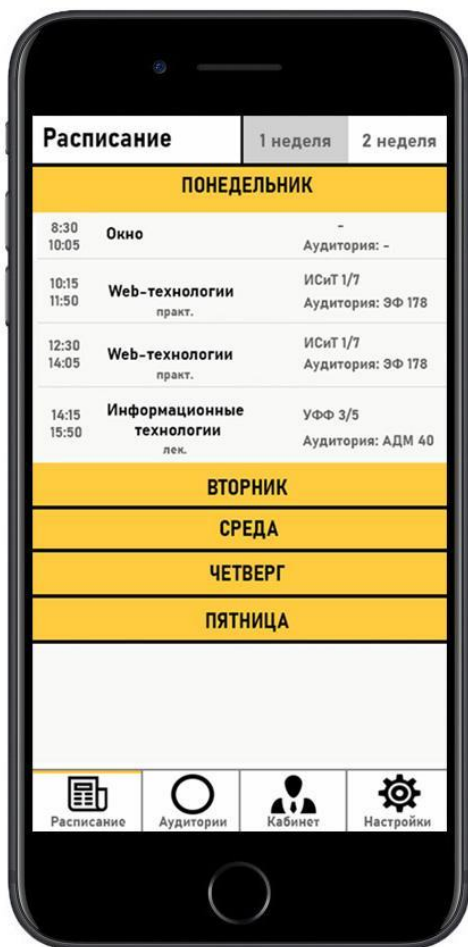 Расписание
1 неделя
2 неделя
ПОНЕДЕЛЬНИК
8:30
10:05
Окно
-
Аудитория: -
10:15
11:50
Web-технологии
практ.
ИСиТ 1/7
Аудитория: ЭФ 178
12:30
14:05
Web-технологии
практ.
ИСиТ 1/7
Аудитория: ЭФ 178
14:15
15:50
Информационные
технологии
лек.
УФФ 3/5
Аудитория: АДМ 40
ВТОРНИК
СРЕДА
ЧЕТВЕРГ
ПЯТНИЦА
Расписание
Аудитории
Кабинет
Настройки